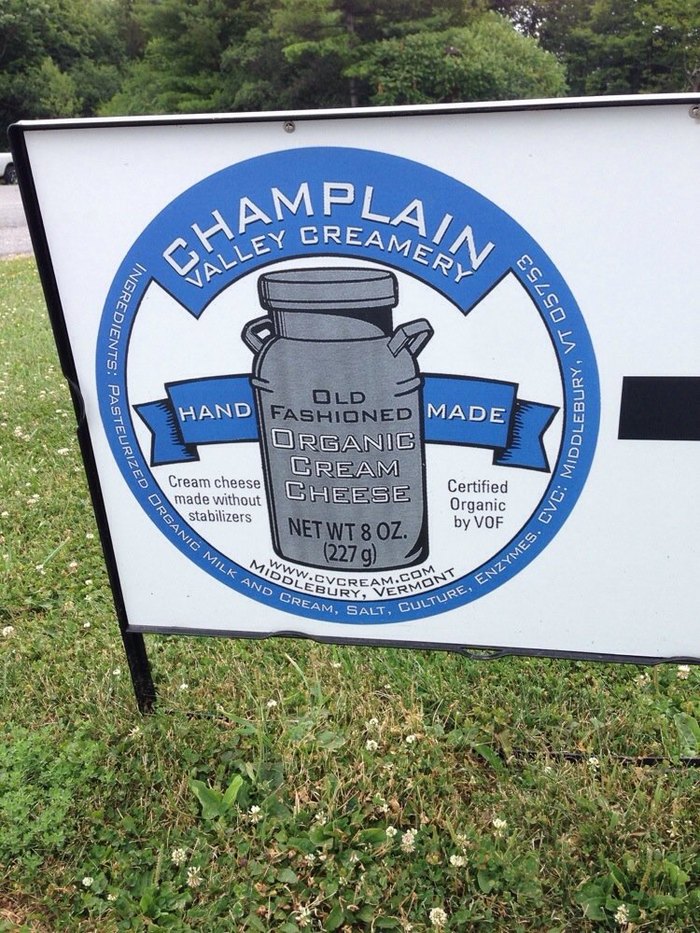 CHAMPLAIN
VALLEY CREAMERY
INGREDIENTS: PASTEURIZED ORGANIC MILK AND CREAM, SALT, CULTURE, ENZYMES. CVC: MIDDLEBURY, VT 05753
HAND MADE
OLD
FASHIONED
ORGANIC
CREAM
CHEESE
Cream cheese
made without
stabilizers
Certified
Organic
by VOF
NET WT 8 OZ.
(227 g)
WWW.CVCREAM.COM
MIDDLEBURY, VERMONT